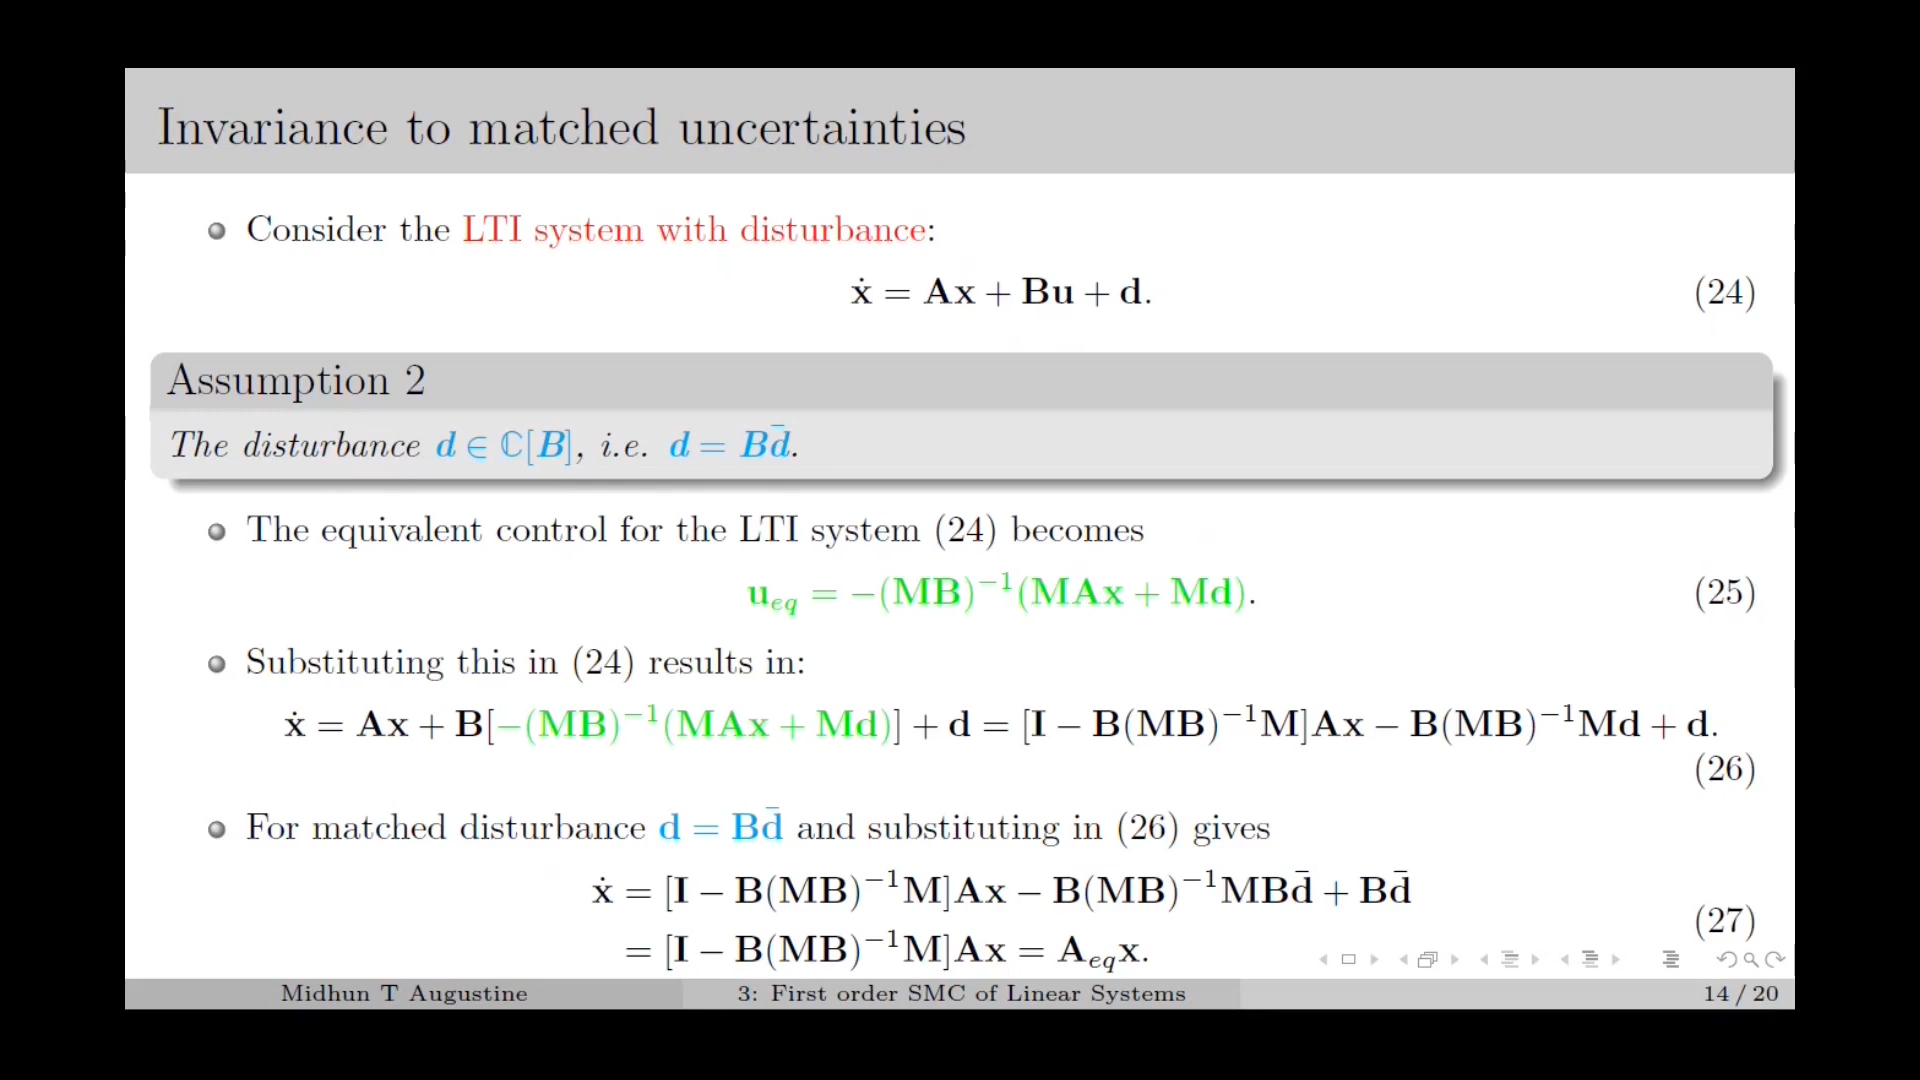 Invariance to matched uncertainties
Consider the LTI system with disturbance:
ẋ = Ax + Bu + d. (24)
Assumption 2
The disturbance d ∈ ℂ[B], i.e. d = Bd̄.
The equivalent control for the LTI system (24) becomes
u_eq = −(MB)⁻¹(MAx + Md). (25)
Substituting this in (24) results in:
ẋ = Ax + B[−(MB)⁻¹(MAx + Md)] + d = [I − B(MB)⁻¹M]Ax − B(MB)⁻¹Md + d.
(26)
For matched disturbance d = Bd̄ and substituting in (26) gives
ẋ = [I − B(MB)⁻¹M]Ax − B(MB)⁻¹MBd̄ + Bd̄
(27)
= [I − B(MB)⁻¹M]Ax = A_eq x.
Midhun T Augustine 3: First order SMC of Linear Systems 14 / 20